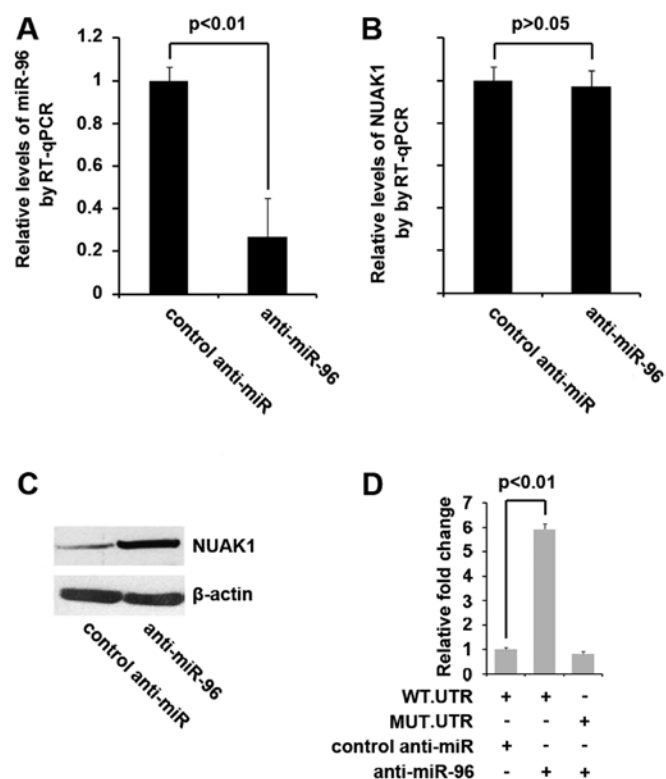 A
p<0.01
Relative levels of miR-96
by RT-qPCR
1.2
1
0.8
0.6
0.4
0.2
0
control anti-miR
anti-miR-96
B
p>0.05
Relative levels of NUAK1
by by RT-qPCR
control anti-miR
anti-miR-96
C
NUAK1
β-actin
control anti-miR
anti-miR-96
D
p<0.01
Relative fold change
7
6
5
4
3
2
1
0
WT.UTR + + -
MUT.UTR - - +
control anti-miR + - -
anti-miR-96 - + +